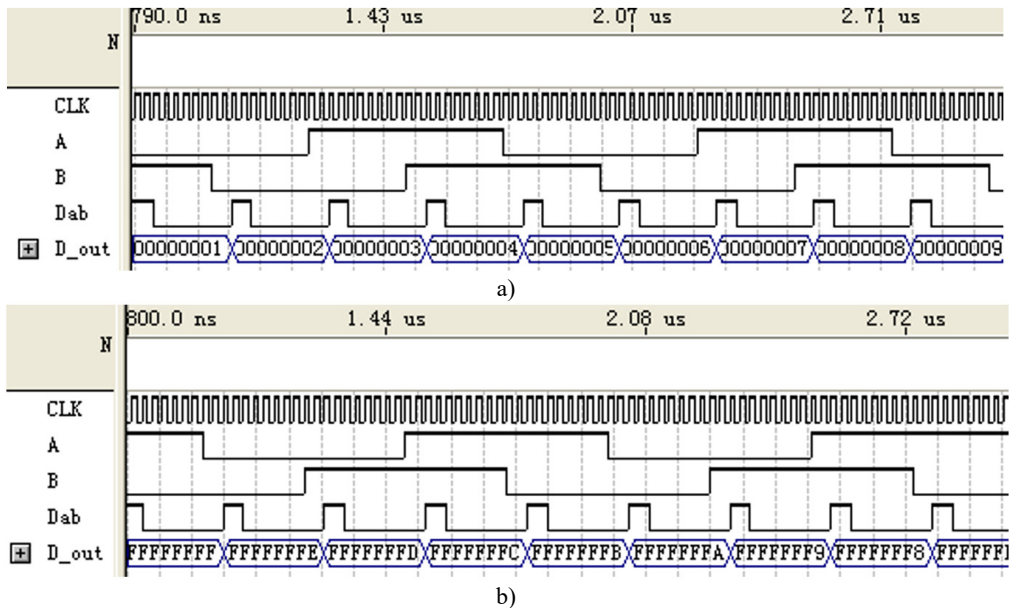 790.0 ns 1.43 us 2.07 us 2.71 us
N
CLK
A
B
Dab
+ D_out 00000001 00000002 00000003 00000004 00000005 00000006 00000007 00000008 00000009
a)
800.0 ns 1.44 us 2.08 us 2.72 us
N
CLK
A
B
Dab
+ D_out FFFFFFFF FFFFFFFE FFFFFFFD FFFFFFFC FFFFFFFB FFFFFFFA FFFFFFF9 FFFFFFF8
b)